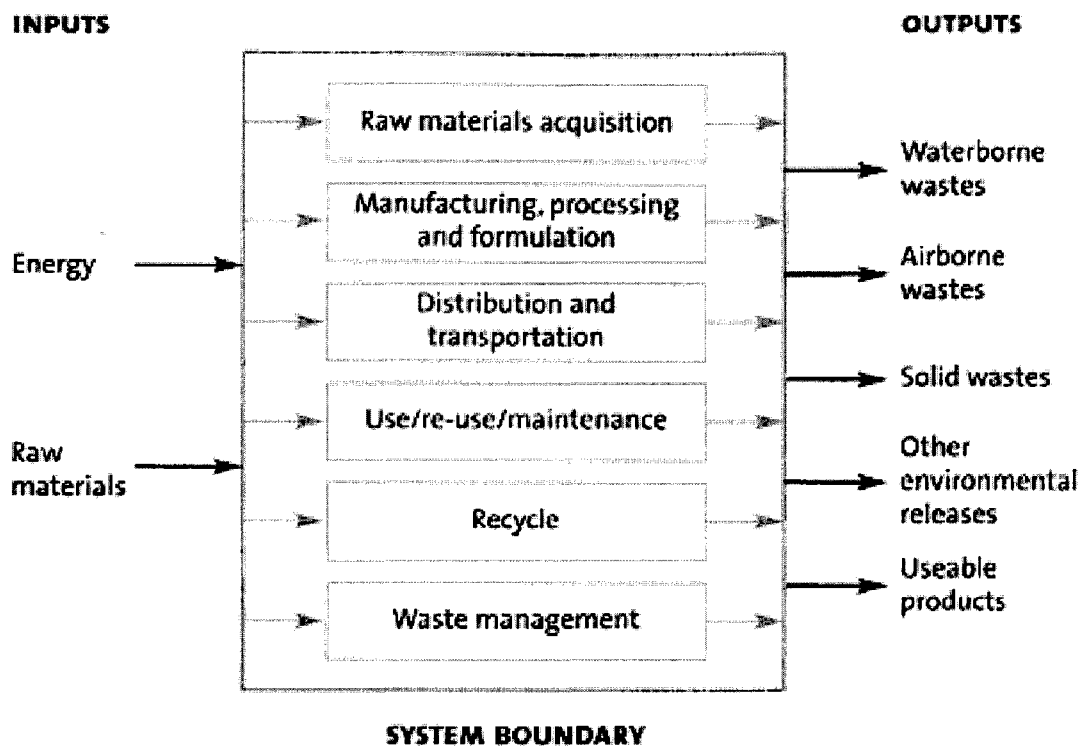 INPUTS
OUTPUTS
Raw materials acquisition
Manufacturing, processing
and formulation
Distribution and
transportation
Use/re-use/maintenance
Recycle
Waste management
Energy
Raw
materials
Waterborne
wastes
Airborne
wastes
Solid wastes
Other
environmental
releases
Useable
products
SYSTEM BOUNDARY